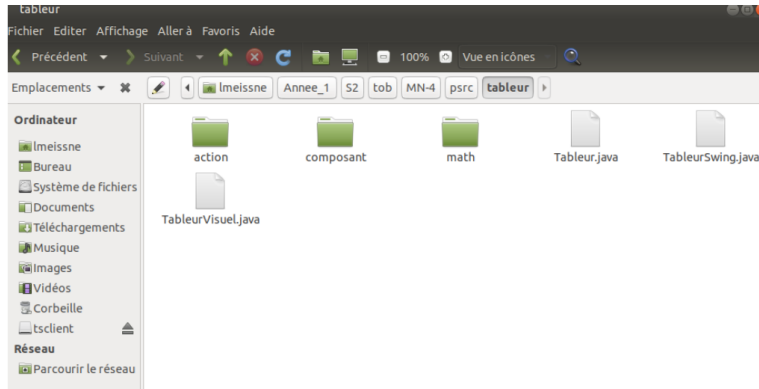 tableur
Fichier Editer Affichage Aller à Favoris Aide
Précédent Suivant 100% Vue en icônes
Emplacements lmeissne Annee_1 S2 tob MN-4 psrc tableur
Ordinateur
lmeissne
Bureau
Système de fichiers
Documents
Téléchargements
Musique
Images
Vidéos
Corbeille
tsclient
Réseau
Parcourir le réseau
action composant math Tableur.java TableurSwing.java
TableurVisuel.java